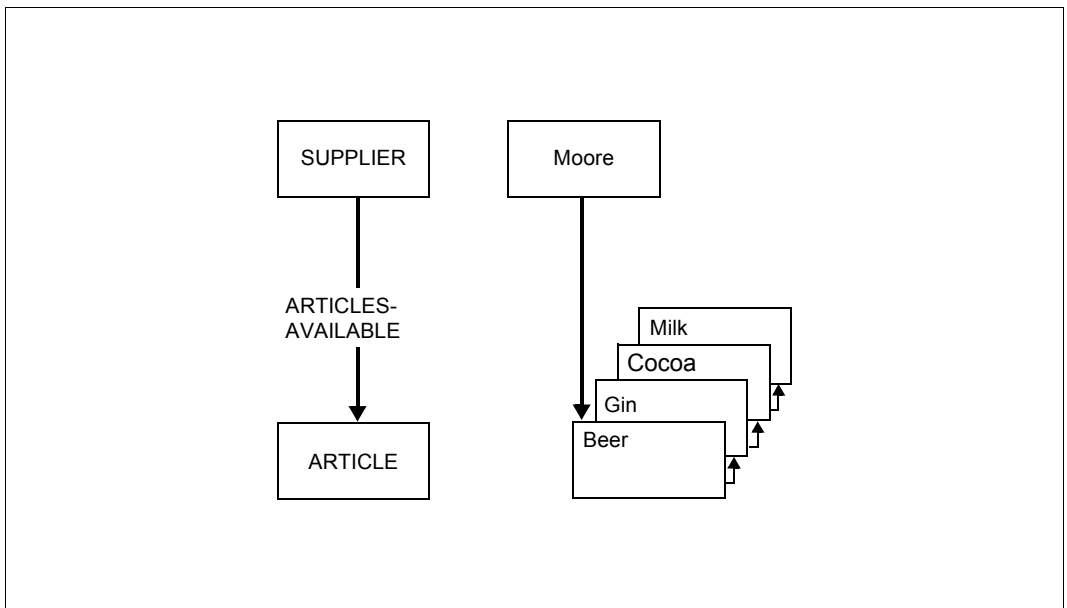 SUPPLIER
Moore
ARTICLES-
AVAILABLE
Milk
Cocoa
Gin
Beer
ARTICLE